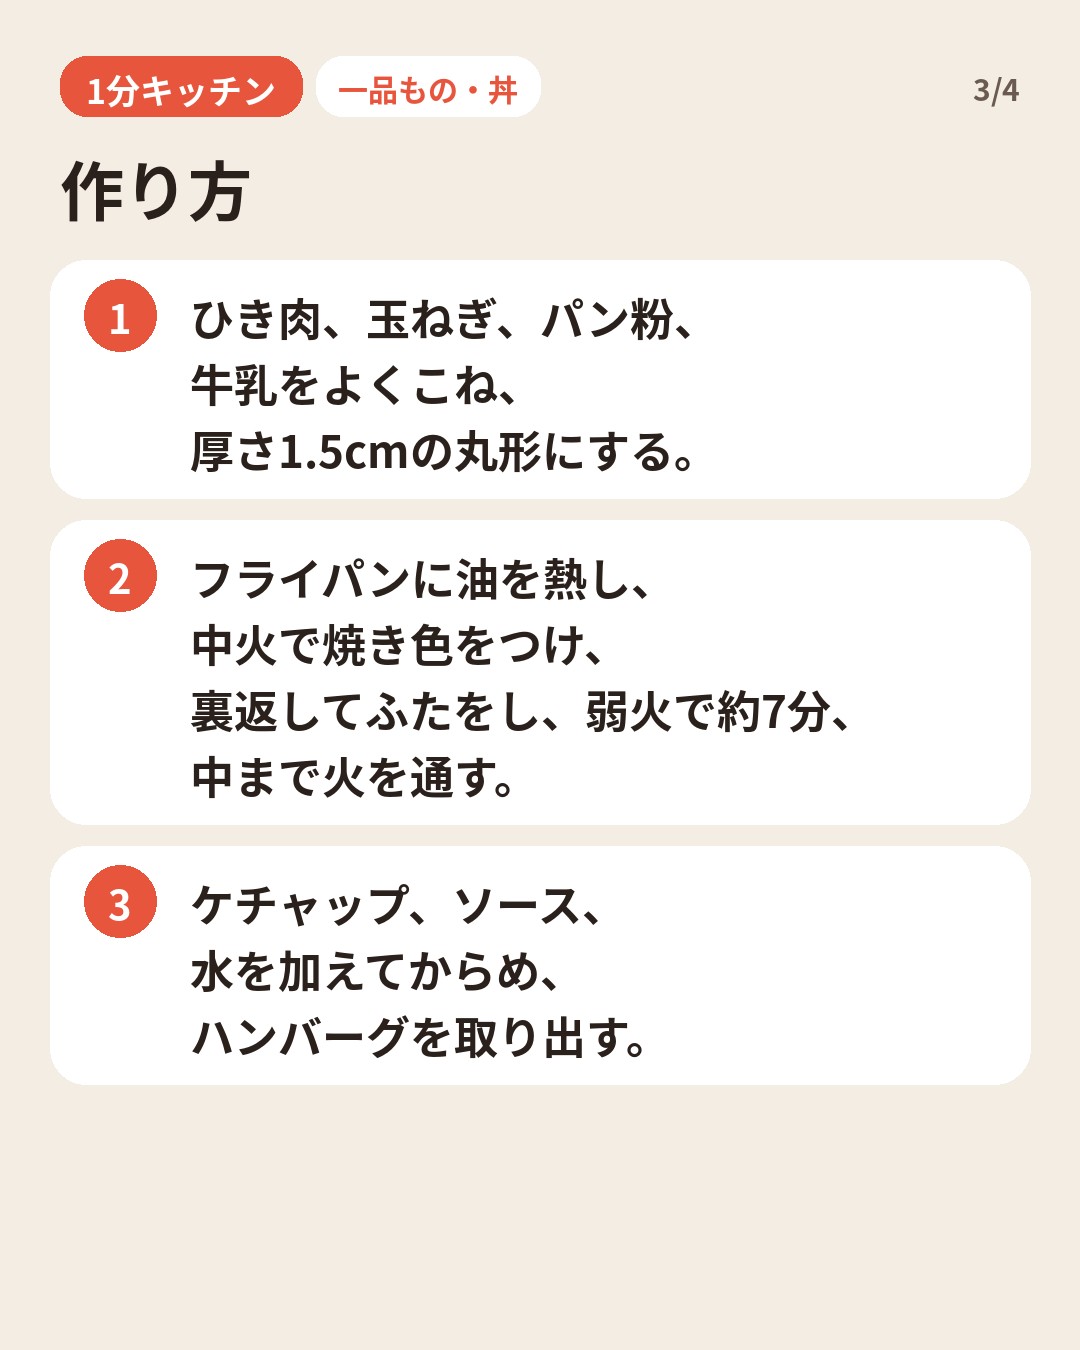 1分キッチン
一品もの・丼
3/4
作り方
1
ひき肉、玉ねぎ、パン粉、
牛乳をよくこね、
厚さ1.5cmの丸形にする。
2
フライパンに油を熱し、
中火で焼き色をつけ、
裏返してふたをし、弱火で約7分、
中まで火を通す。
3
ケチャップ、ソース、
水を加えてからめ、
ハンバーグを取り出す。